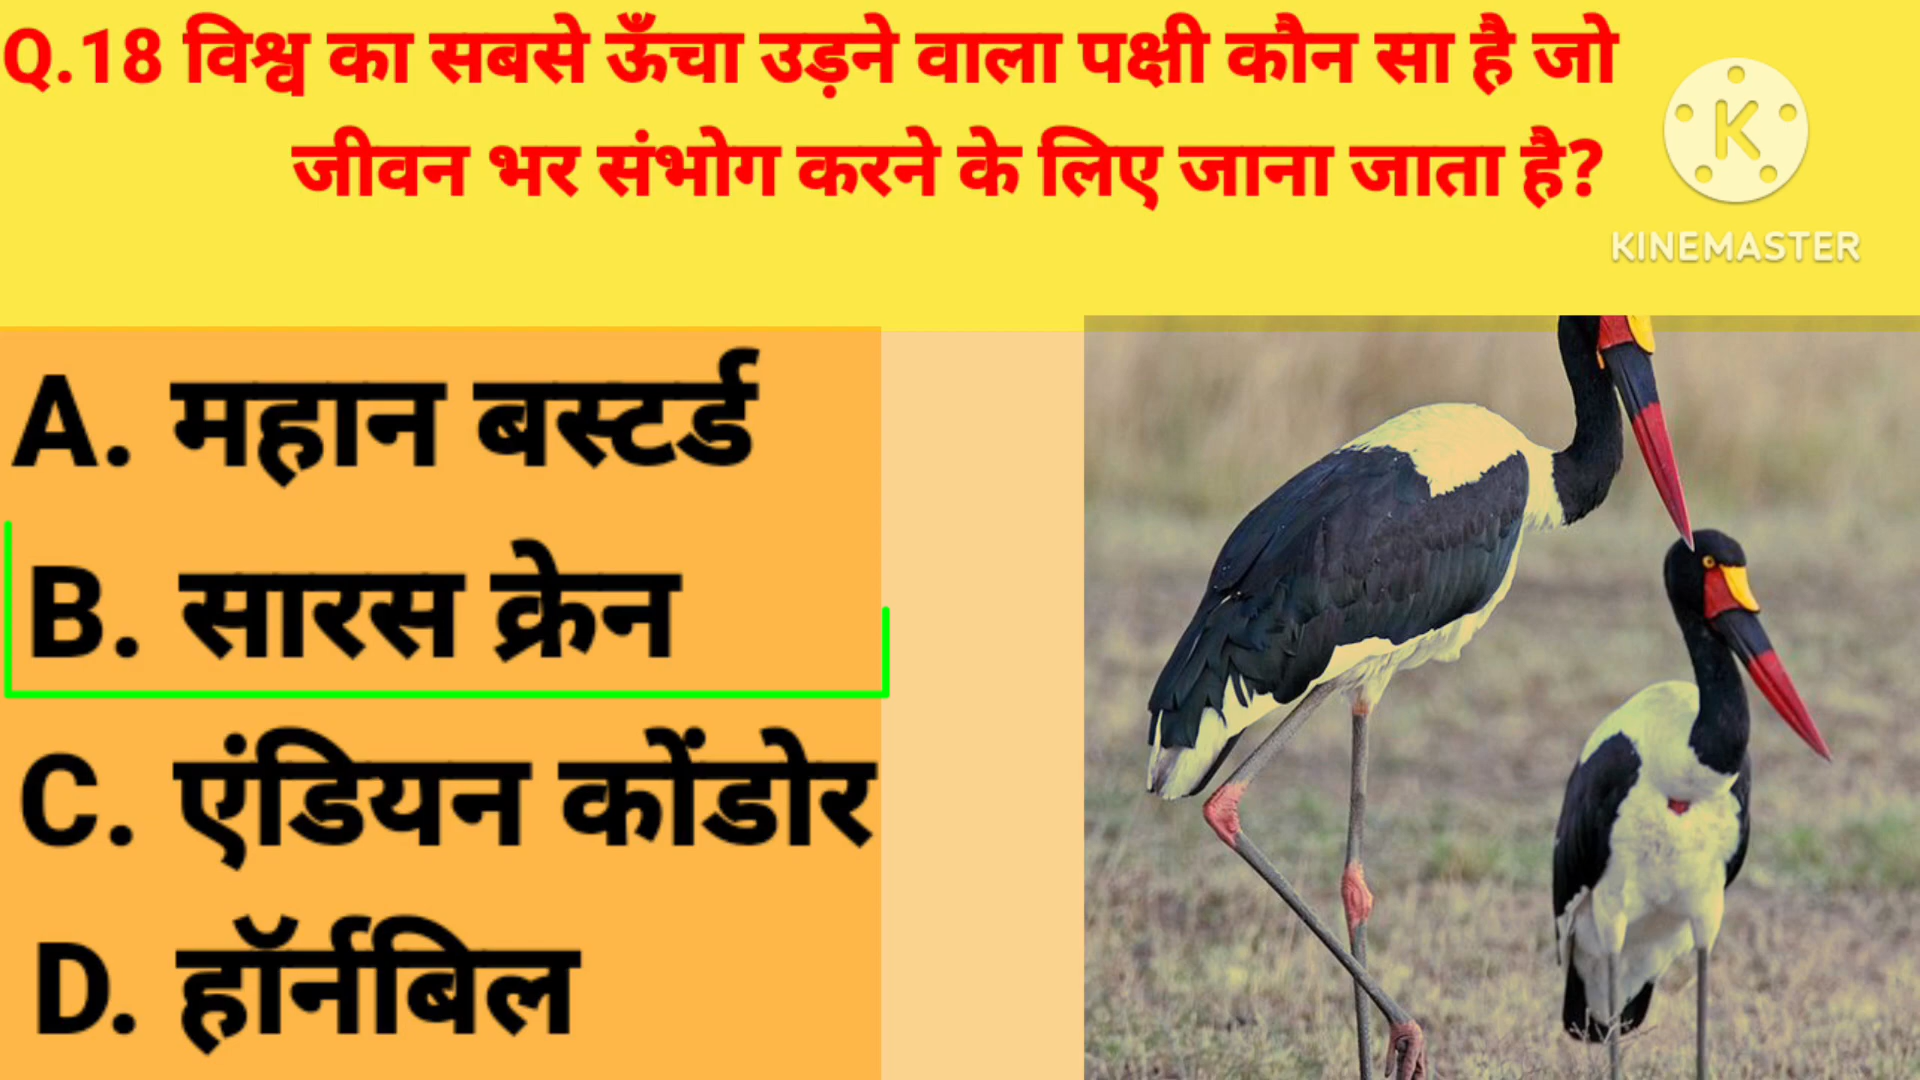 Q.18 विश्व का सबसे ऊँचा उड़ने वाला पक्षी कौन सा है जो
जीवन भर संभोग करने के लिए जाना जाता है?
K
KINEMASTER
A. महान बस्टर्ड
B. सारस क्रेन
C. एंडियन कोंडोर
D. हॉर्नबिल